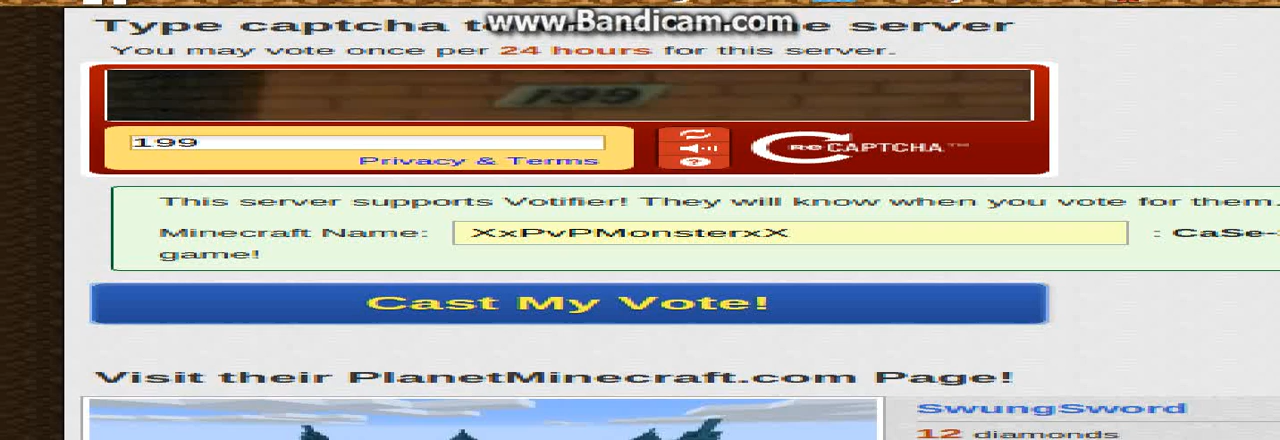 www.Bandicam.com
Type captcha to e server
You may vote once per 24 hours for this server.
199
199
Privacy & Terms
reCAPTCHA™
This server supports Votifier! They will know when you vote for them.
Minecraft Name: XxPvPMonsterxX : CaSe-
game!
Cast My Vote!
Visit their PlanetMinecraft.com Page!
SwungSword
12 diamonds